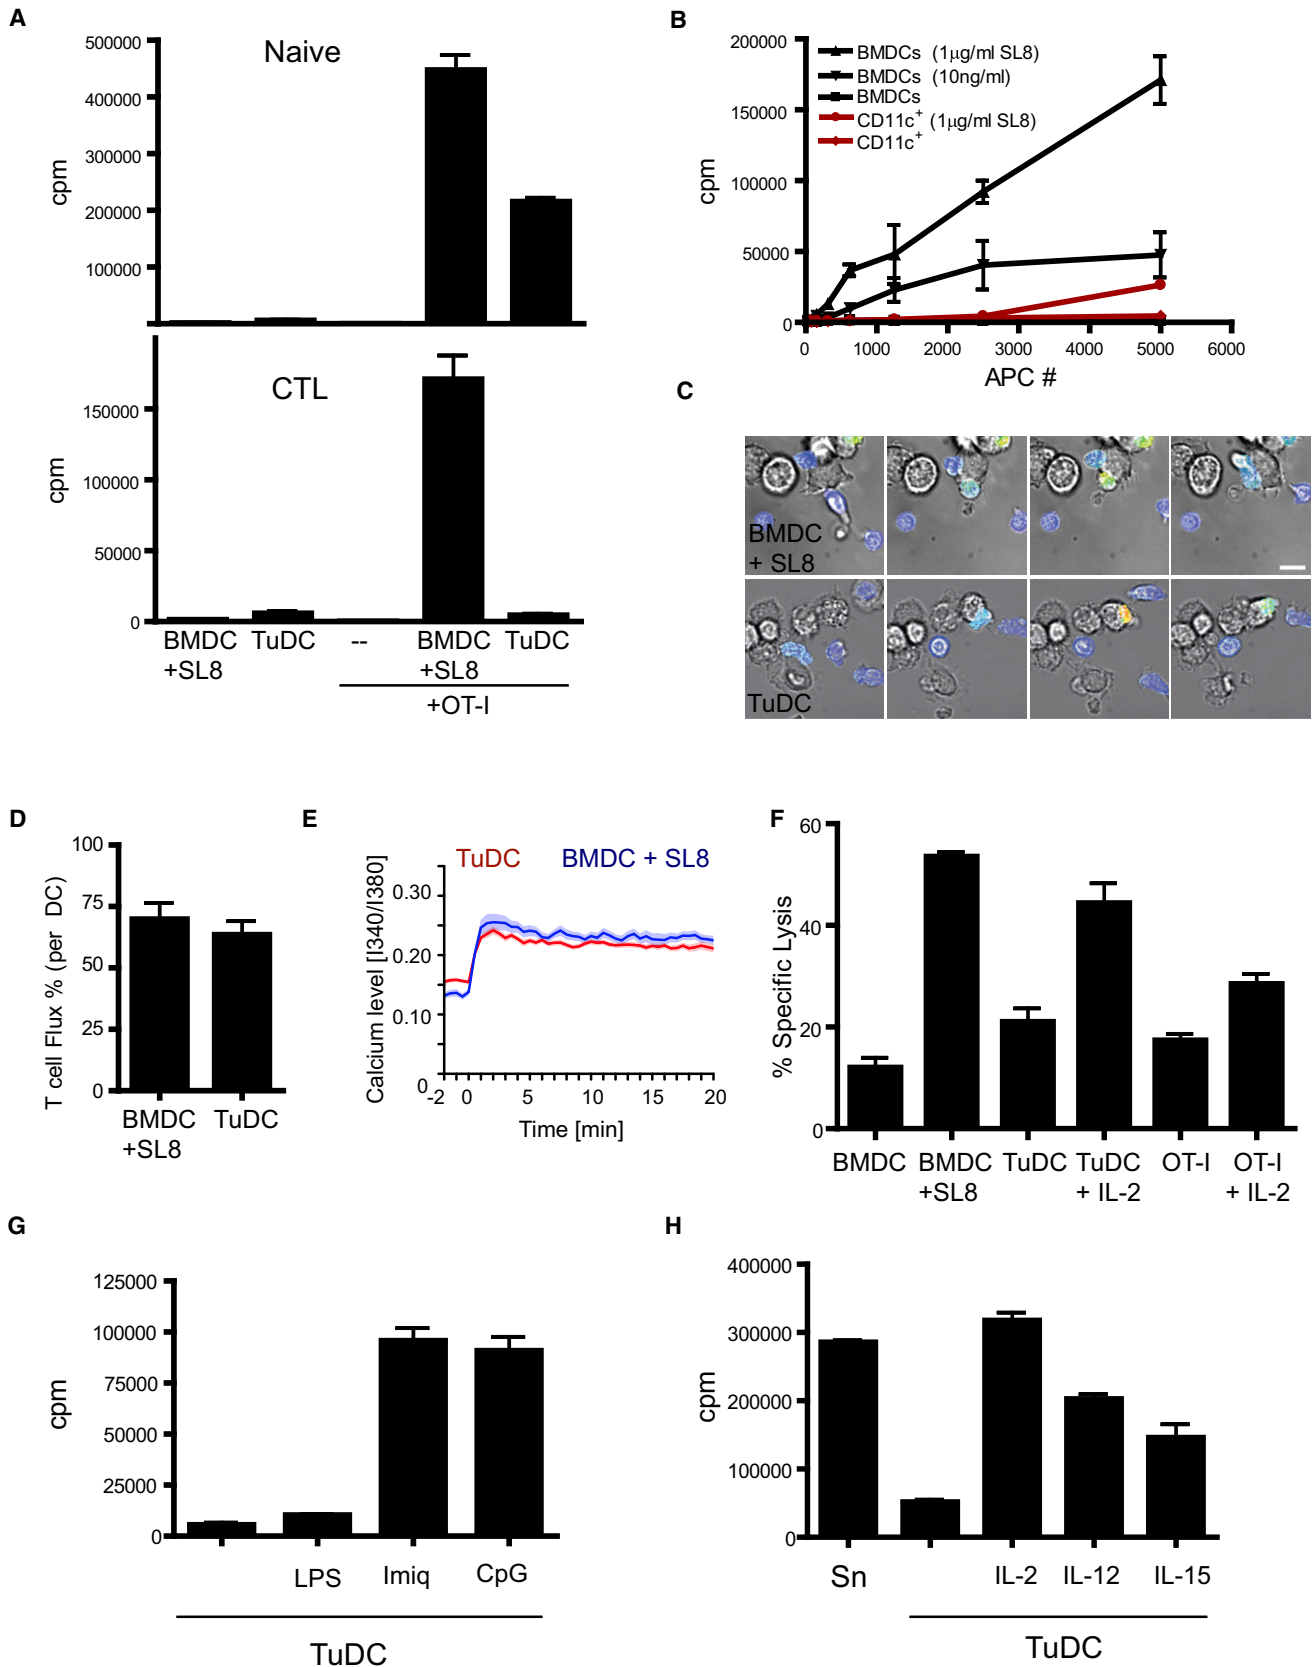 A
500000
400000
300000
200000
100000
cpm
Naive
150000
100000
50000
0
cpm
CTL
BMDC
+SL8
TuDC
--
BMDC
+SL8
TuDC
+OT-I
B
200000
150000
100000
50000
0
cpm
BMDCs (1µg/ml SL8)
BMDCs (10ng/ml)
BMDCs
CD11c+ (1µg/ml SL8)
CD11c+
0 1000 2000 3000 4000 5000 6000
APC #
C
BMDC
+ SL8
TuDC
D
100
75
50
25
0
T cell Flux % (per DC)
BMDC
+SL8
TuDC
E
TuDC BMDC + SL8
0.30
0.20
0.10
0
Calcium level [I340/I380]
-2 0 5 10 15 20
Time [min]
F
60
40
20
0
% Specific Lysis
BMDC
BMDC
+SL8
TuDC
TuDC
+ IL-2
OT-I
OT-I
+ IL-2
G
125000
100000
75000
50000
25000
0
cpm
LPS Imiq CpG
TuDC
H
400000
300000
200000
100000
0
cpm
Sn IL-2 IL-12 IL-15
TuDC